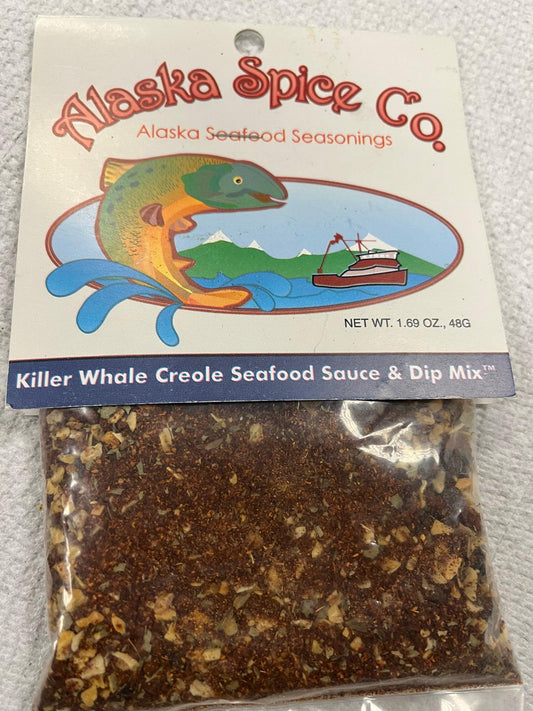 Alaska Spice Co.
Alaska Seafood Seasonings
NET WT. 1.69 OZ., 48G
Killer Whale Creole Seafood Sauce & Dip Mix™